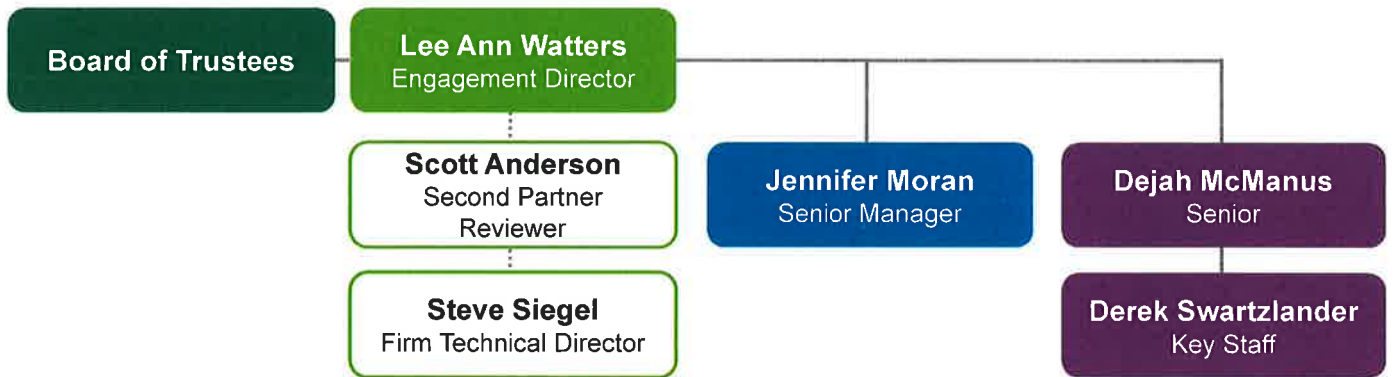 Board of Trustees
Lee Ann Watters
Engagement Director
Scott Anderson
Second Partner
Reviewer
Steve Siegel
Firm Technical Director
Jennifer Moran
Senior Manager
Dejah McManus
Senior
Derek Swartzlander
Key Staff